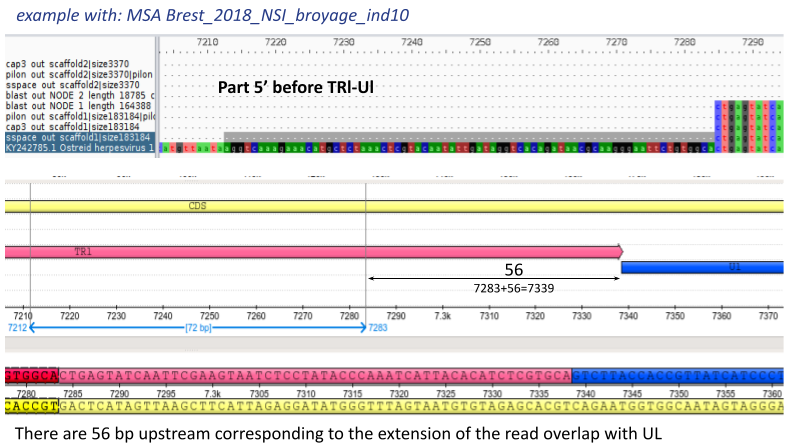 example with: MSA Brest_2018_NSI_broyage_ind10
7210 7220 7230 7240 7250 7260 7270 7280 7290
cap3 out scaffold2|size3370
pilon out scaffold2|size3370|pilon
sspace out scaffold2|size3370
blast out NODE 2 length 18785 c
blast out NODE 1 length 164388
pilon out scaffold1|size183184|pilo
cap3 out scaffold1|size183184
sspace out scaffold1|size183184
KY242785.1 Ostreid herpesvirus 1
Part 5’ before TRl-Ul
CDS
TR1
U1
56
7283+56=7339
7210 7220 7230 7240 7250 7260 7270 7280 7290 7.3k 7310 7320 7330 7340 7350 7360 7370
7212 [72 bp] 7283
GTGGCACTGAGTATCAATTCGAAGTAATCTCCTATACCCAAATCATTACACATCTCGTGCAGTCTTACCACCGTTATCATCCCT
7280 7285 7290 7295 7.3k 7305 7310 7315 7320 7325 7330 7335 7340 7345 7350 7355 7360
CACCGTGACTCATAGTTAAGCTTCATTAGAGGATATGGGTTTAGTAATGTGTAGAGCACGTCAGAATGGTGGCAATAGTAGGGA
There are 56 bp upstream corresponding to the extension of the read overlap with UL